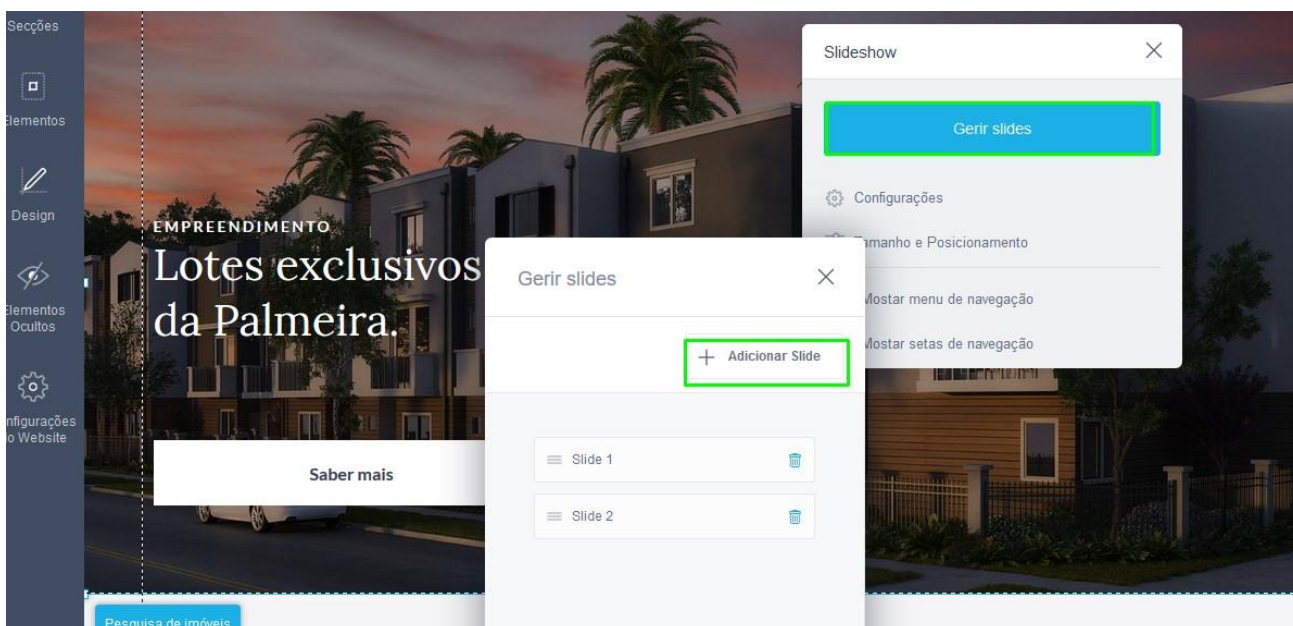 Secções
Elementos
Design
Elementos
Ocultos
nfigurações
do Website
EMPREENDIMENTO
Lotes exclusivos
da Palmeira.
Saber mais
Pesquisa de imóveis
Slideshow
Gerir slides
Configurações
Tamanho e Posicionamento
Mostar menu de navegação
Mostar setas de navegação
Gerir slides
Adicionar Slide
Slide 1
Slide 2